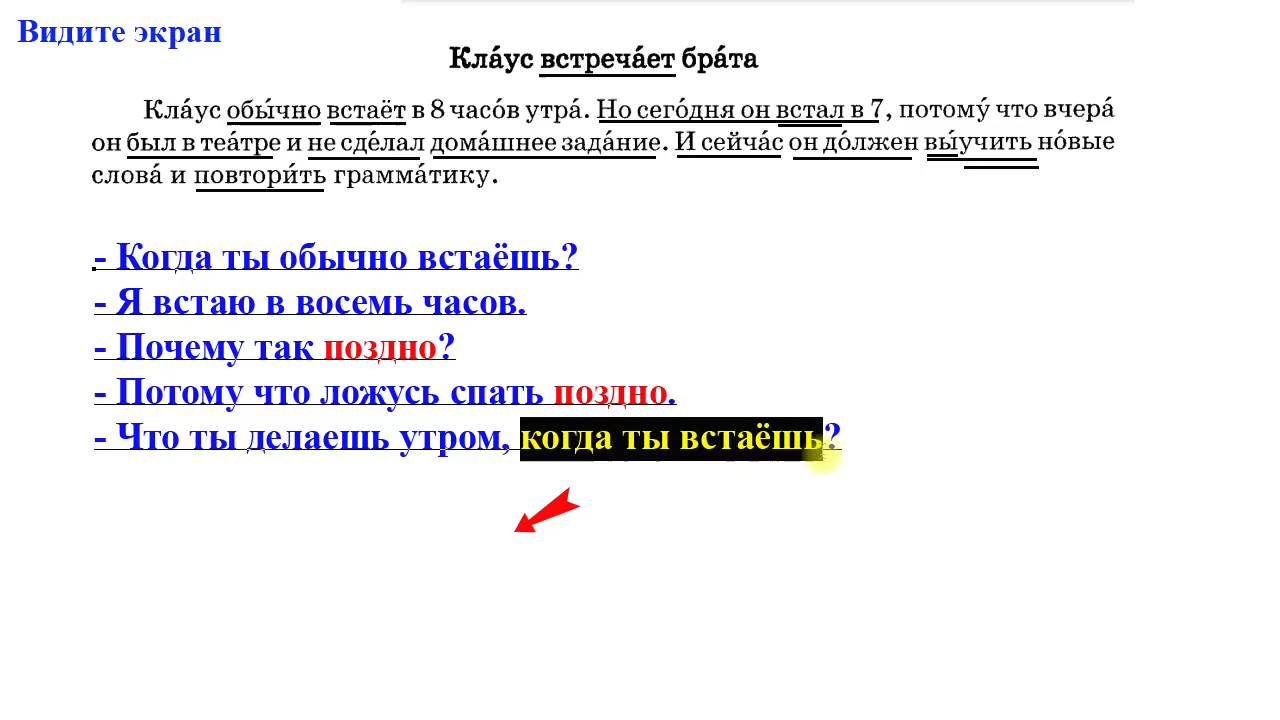 Видите экран
Кла́ус встреча́ет бра́та
Кла́ус обы́чно встаёт в 8 часо́в утра́. Но сего́дня он встал в 7, потому́ что вчера́
он был в теа́тре и не сде́лал дома́шнее зада́ние. И сейча́с он до́лжен вы́учить но́вые
слова́ и повтори́ть грамма́тику.
- Когда ты обычно встаёшь?
- Я встаю в восемь часов.
- Почему так поздно?
- Потому что ложусь спать поздно.
- Что ты делаешь утром, когда ты встаёшь?